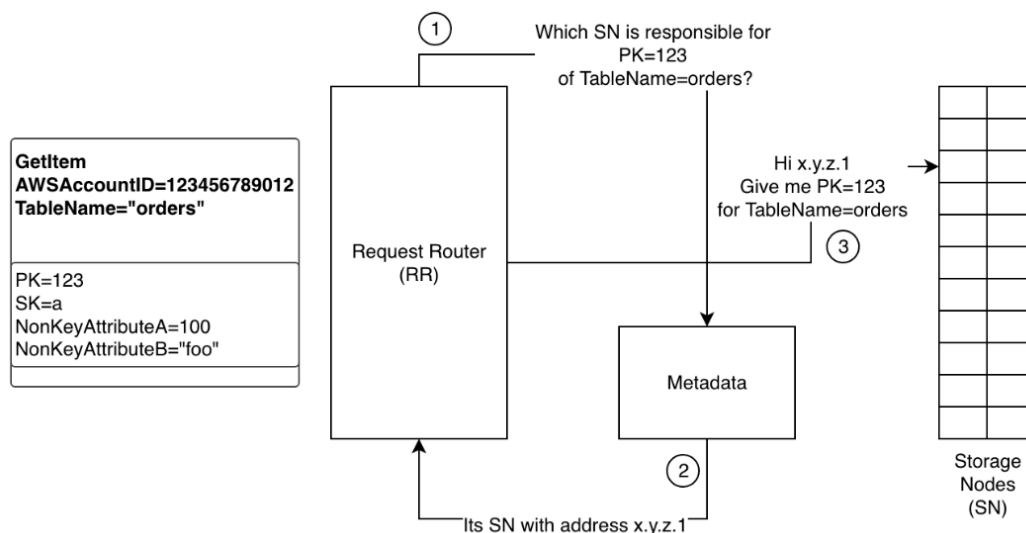 1
Which SN is responsible for
PK=123
of TableName=orders?
GetItem
AWSAccountID=123456789012
TableName="orders"
PK=123
SK=a
NonKeyAttributeA=100
NonKeyAttributeB="foo"
Request Router
(RR)
Hi x.y.z.1
Give me PK=123
for TableName=orders
3
Metadata
2
Its SN with address x.y.z.1
Storage
Nodes
(SN)